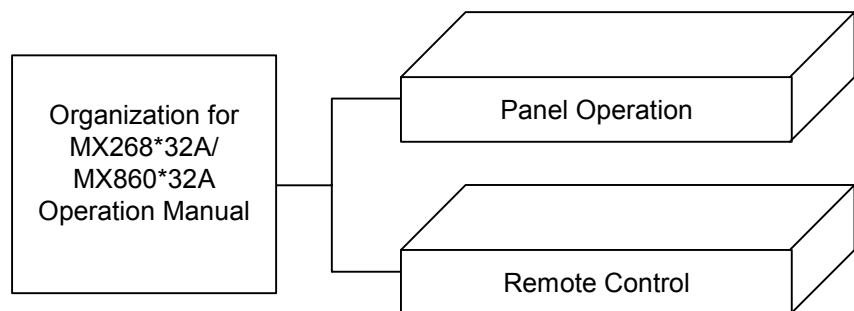 Organization for
MX268*32A/
MX860*32A
Operation Manual
Panel Operation
Remote Control